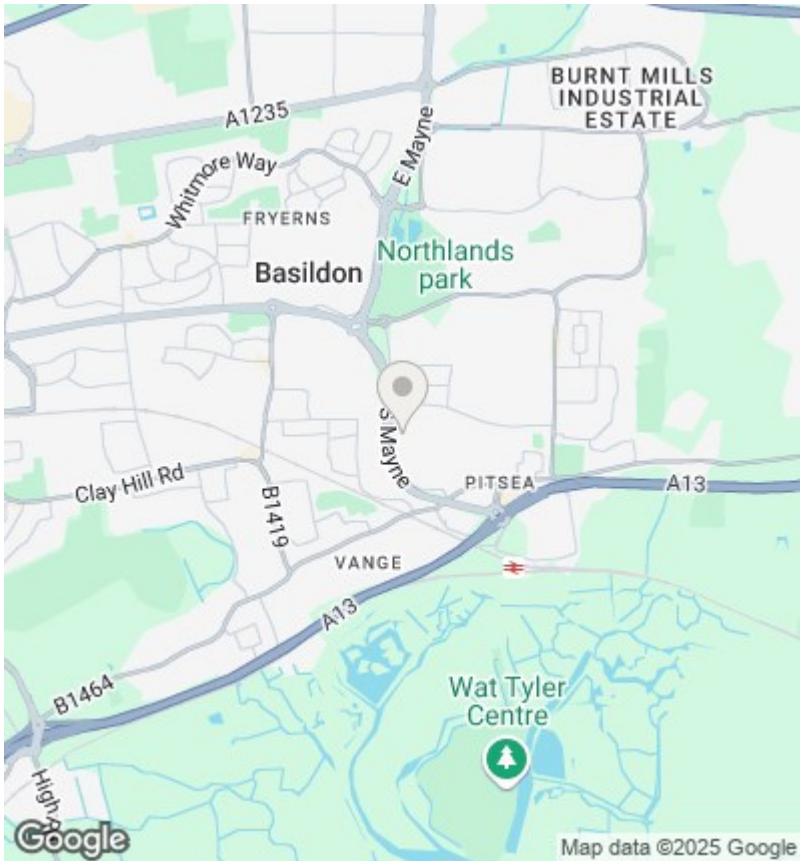 BURNT MILLS
INDUSTRIAL
ESTATE
A1235
E Mayne
Whitmore Way
FRYERNS
Northlands
park
Basildon
S Mayne
Clay Hill Rd
PITSEA
A13
B1419
VANGE
A13
Wat Tyler
Centre
B1464
Google
Map data ©2025 Google